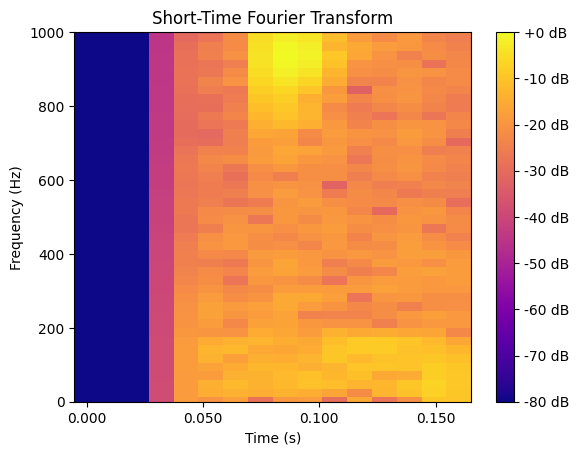 Short-Time Fourier Transform
1000
800
600
400
200
0
Frequency (Hz)
0.000
0.050
0.100
0.150
Time (s)
+0 dB
-10 dB
-20 dB
-30 dB
-40 dB
-50 dB
-60 dB
-70 dB
-80 dB